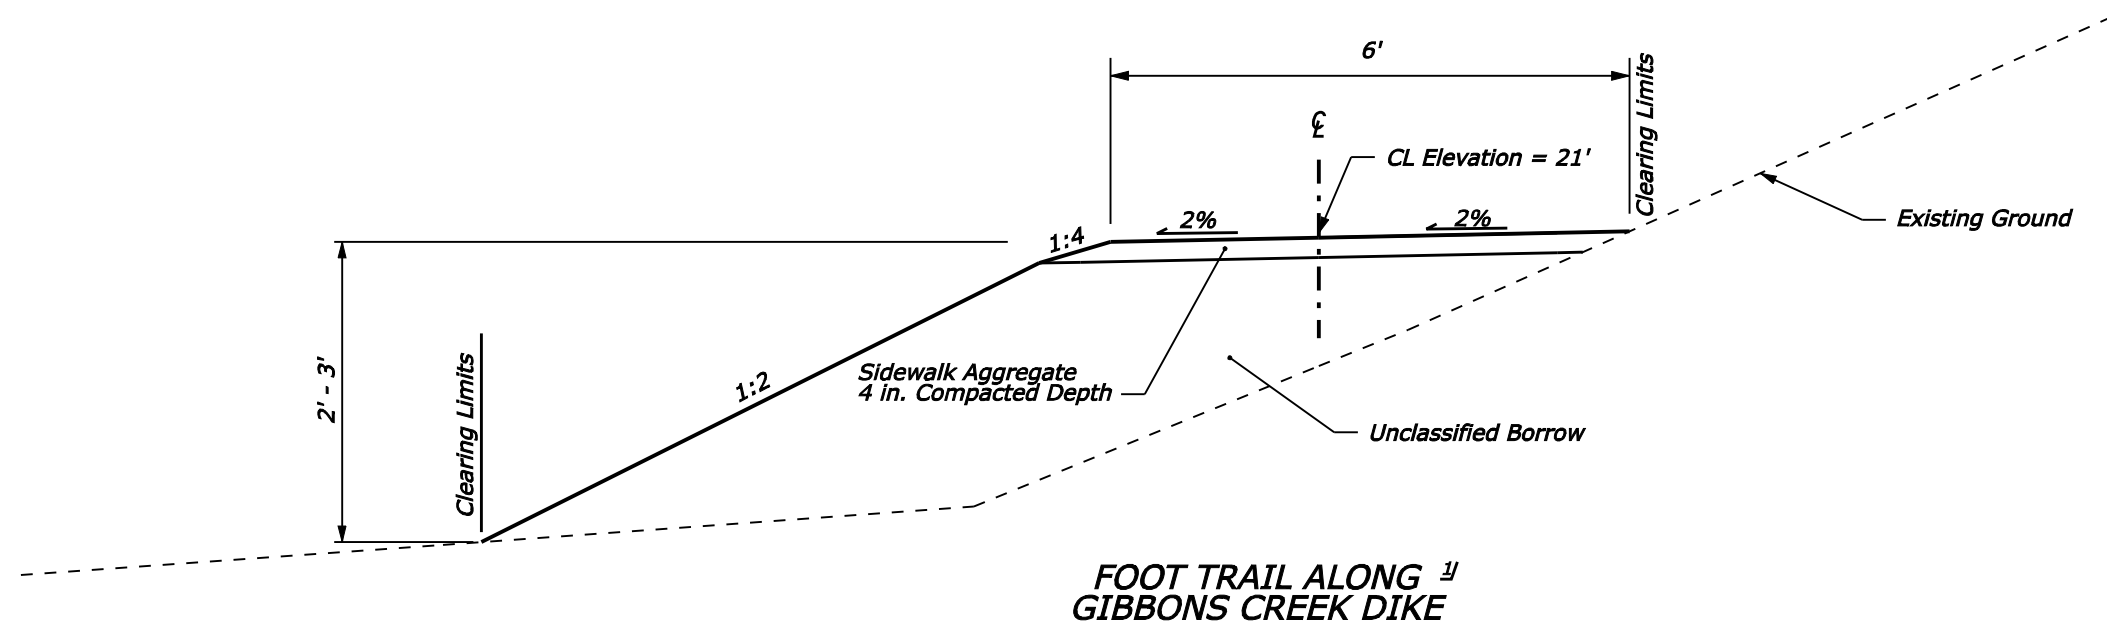 6'
Clearing Limits
℄
CL Elevation = 21'
2%
2%
1:4
Existing Ground
2' - 3'
Clearing Limits
1:2
Sidewalk Aggregate
4 in. Compacted Depth
Unclassified Borrow
FOOT TRAIL ALONG 1/
GIBBONS CREEK DIKE